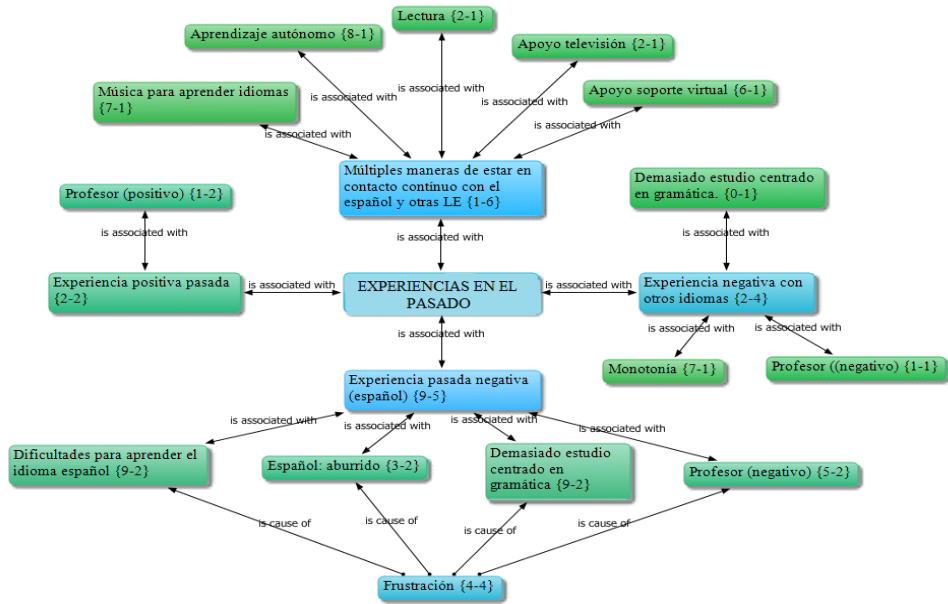 Lectura {2-1}
Aprendizaje autónomo {8-1}
Apoyo televisión {2-1}
Música para aprender idiomas
{7-1}
Apoyo soporte virtual {6-1}
is associated with
is associated with
is associated with
is associated with
is associated with
Múltiples maneras de estar en
contacto contínuo con el
español y otras LE {1-6}
Demasiado estudio centrado
en gramática. {0-1}
Profesor (positivo) {1-2}
is associated with
is associated with
is associated with
Experiencia positiva pasada
{2-2}
is associated with
EXPERIENCIAS EN EL
PASADO
is associated with
Experiencia negativa con
otros idiomas {2-4}
is associated with
is associated with
is associated with
Monotonía {7-1}
Profesor ((negativo) {1-1}
Experiencia pasada negativa
(español) {9-5}
is associated with
is associated with
is associated with
is associated with
Dificultades para aprender el
idioma español {9-2}
Español: aburrido {3-2}
Demasiado estudio
centrado en
gramática {9-2}
Profesor (negativo) {5-2}
is cause of
is cause of
is cause of
is cause of
Frustración {4-4}